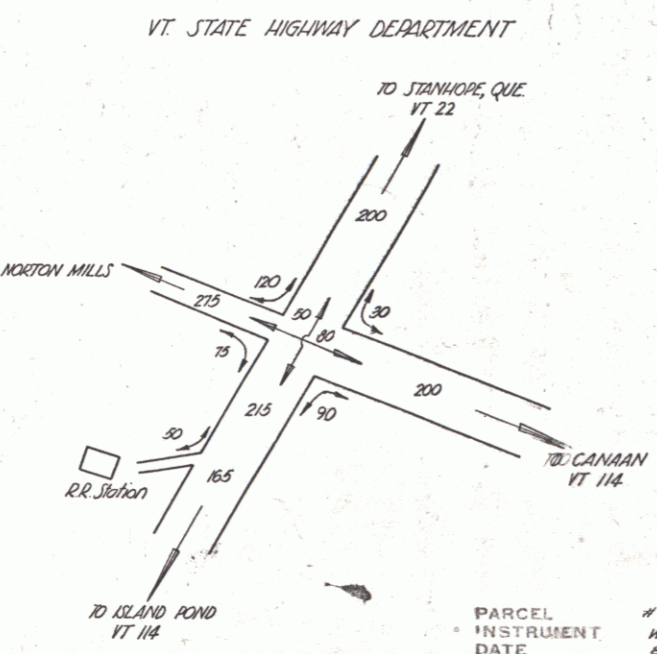 VT. STATE HIGHWAY DEPARTMENT
TO STANHOPE, QUE.
VT 22
200
NORTON MILLS
275
120
50
30
80
75
200
215
90
50
165
R.R. Station
TO CANAAN
VT 114
TO ISLAND POND
VT 114
PARCEL #
INSTRUMENT
DATE